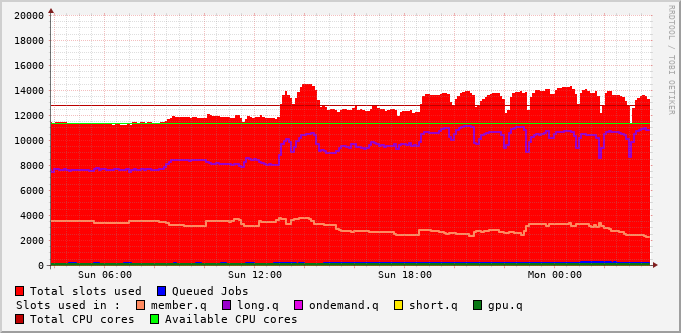 20000
18000
16000
14000
12000
10000
8000
6000
4000
2000
0
Sun 06:00 Sun 12:00 Sun 18:00 Mon 00:00
RRDTOOL / TOBI OETIKER
Total slots used Queued Jobs
Slots used in : member.q long.q ondemand.q short.q gpu.q
Total CPU cores Available CPU cores